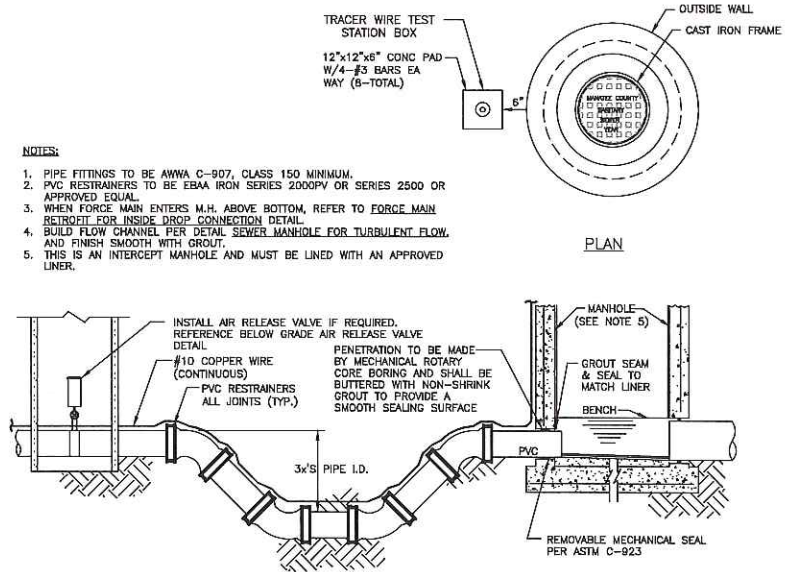 TRACER WIRE TEST
STATION BOX
12"x12"x6" CONC PAD
W/4-#3 BARS EA
WAY (8-TOTAL)
6"
OUTSIDE WALL
CAST IRON FRAME
MANATEE COUNTY
SANITARY
SEWER
YEAR
PLAN
NOTES:
1. PIPE FITTINGS TO BE AWWA C-907, CLASS 150 MINIMUM.
2. PVC RESTRAINERS TO BE EBAA IRON SERIES 2000PV OR SERIES 2500 OR
APPROVED EQUAL.
3. WHEN FORCE MAIN ENTERS M.H. ABOVE BOTTOM, REFER TO FORCE MAIN
RETROFIT FOR INSIDE DROP CONNECTION DETAIL.
4. BUILD FLOW CHANNEL PER DETAIL SEWER MANHOLE FOR TURBULENT FLOW,
AND FINISH SMOOTH WITH GROUT.
5. THIS IS AN INTERCEPT MANHOLE AND MUST BE LINED WITH AN APPROVED
LINER.
INSTALL AIR RELEASE VALVE IF REQUIRED.
REFERENCE BELOW GRADE AIR RELEASE VALVE
DETAIL
#10 COPPER WIRE
(CONTINUOUS)
PVC RESTRAINERS
ALL JOINTS (TYP.)
3x'S PIPE I.D.
PENETRATION TO BE MADE
BY MECHANICAL ROTARY
CORE BORING AND SHALL BE
BUTTERED WITH NON-SHRINK
GROUT TO PROVIDE A
SMOOTH SEALING SURFACE
MANHOLE
(SEE NOTE 5)
GROUT SEAM
& SEAL TO
MATCH LINER
BENCH
PVC
REMOVABLE MECHANICAL SEAL
PER ASTM C-923